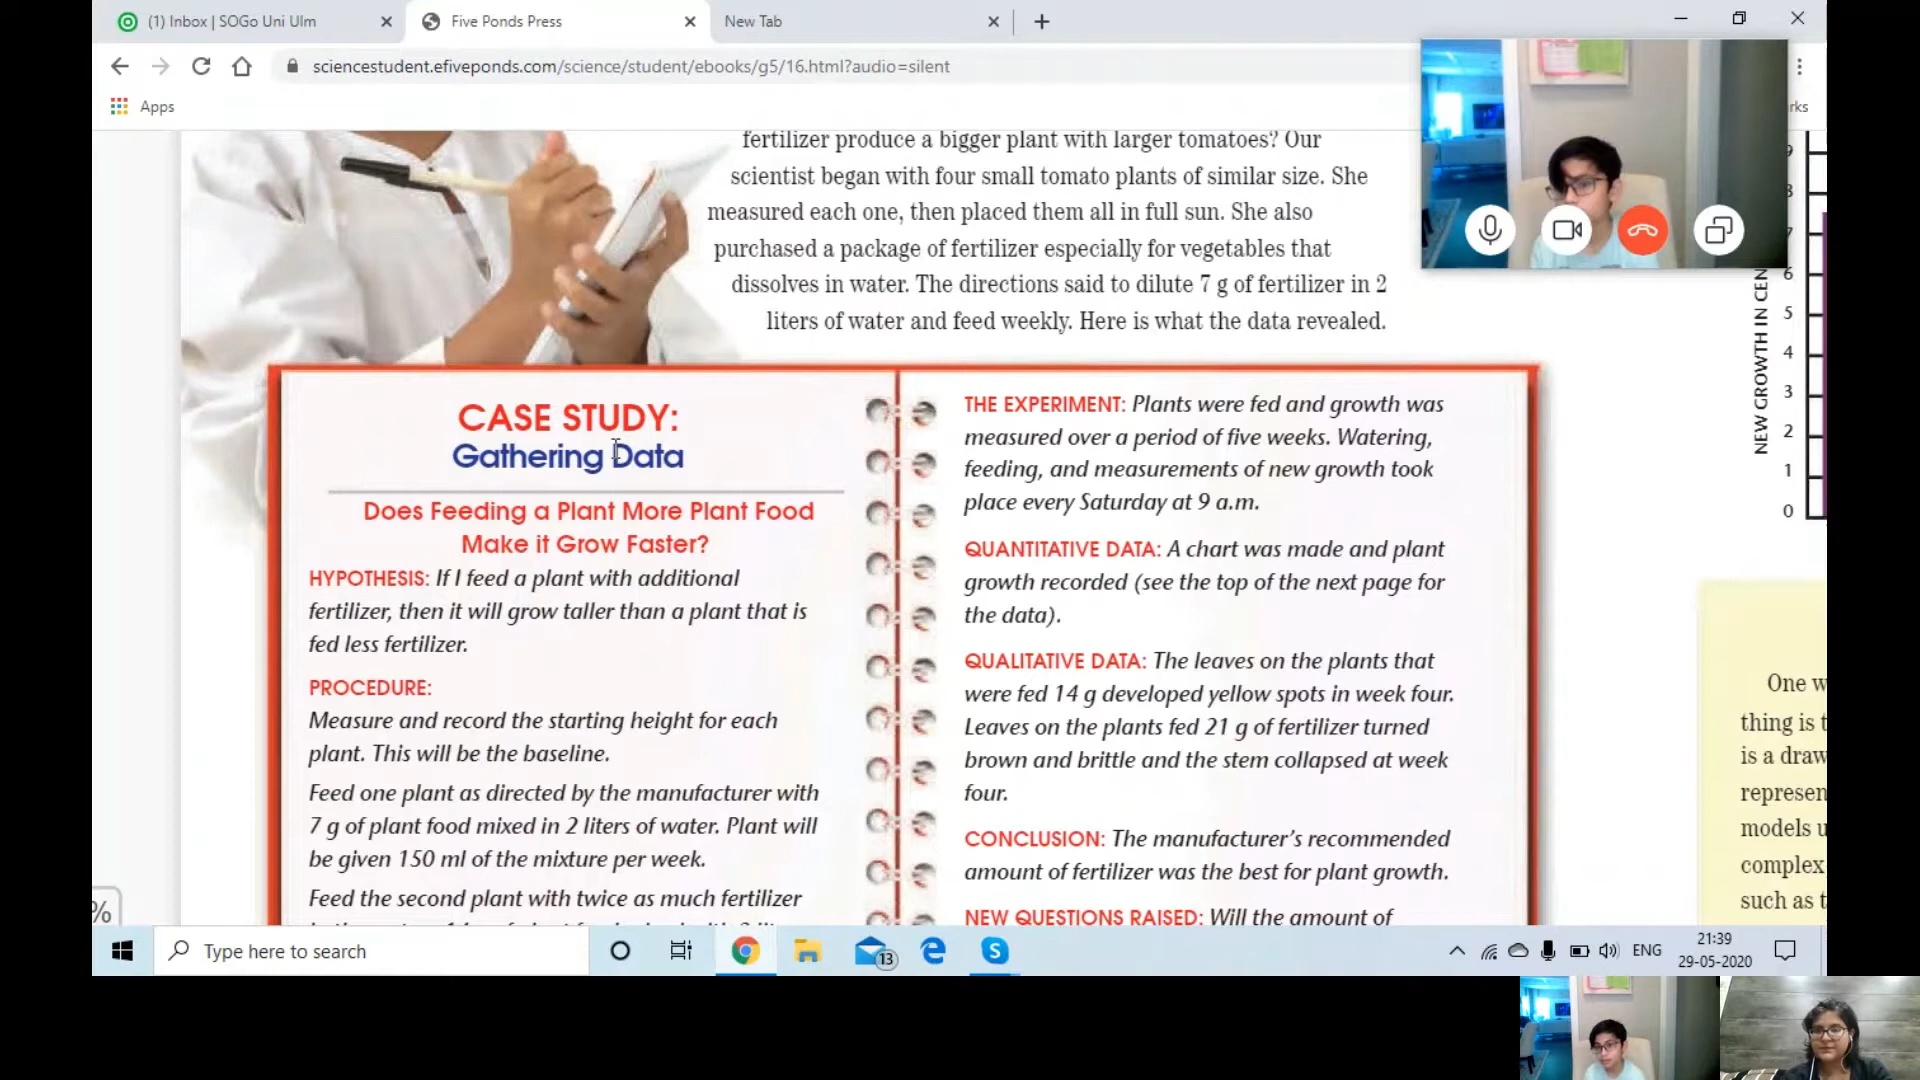 (1) Inbox | SOGo Uni Ulm
Five Ponds Press
New Tab
sciencestudent.efiveponds.com/science/student/ebooks/g5/16.html?audio=silent
Apps
rks
fertilizer produce a bigger plant with larger tomatoes? Our
scientist began with four small tomato plants of similar size. She
measured each one, then placed them all in full sun. She also
purchased a package of fertilizer especially for vegetables that
dissolves in water. The directions said to dilute 7 g of fertilizer in 2
liters of water and feed weekly. Here is what the data revealed.
CASE STUDY:
Gathering Data
Does Feeding a Plant More Plant Food
Make it Grow Faster?
HYPOTHESIS: If I feed a plant with additional
fertilizer, then it will grow taller than a plant that is
fed less fertilizer.
PROCEDURE:
Measure and record the starting height for each
plant. This will be the baseline.
Feed one plant as directed by the manufacturer with
7 g of plant food mixed in 2 liters of water. Plant will
be given 150 ml of the mixture per week.
Feed the second plant with twice as much fertilizer
THE EXPERIMENT: Plants were fed and growth was
measured over a period of five weeks. Watering,
feeding, and measurements of new growth took
place every Saturday at 9 a.m.
QUANTITATIVE DATA: A chart was made and plant
growth recorded (see the top of the next page for
the data).
QUALITATIVE DATA: The leaves on the plants that
were fed 14 g developed yellow spots in week four.
Leaves on the plants fed 21 g of fertilizer turned
brown and brittle and the stem collapsed at week
four.
CONCLUSION: The manufacturer's recommended
amount of fertilizer was the best for plant growth.
NEW QUESTIONS RAISED: Will the amount of
NEW GROWTH IN CEN
6
5
4
3
2
1
0
One w
thing is t
is a draw
represen
models u
complex
such as t
%
Type here to search
13
ENG
21:39
29-05-2020